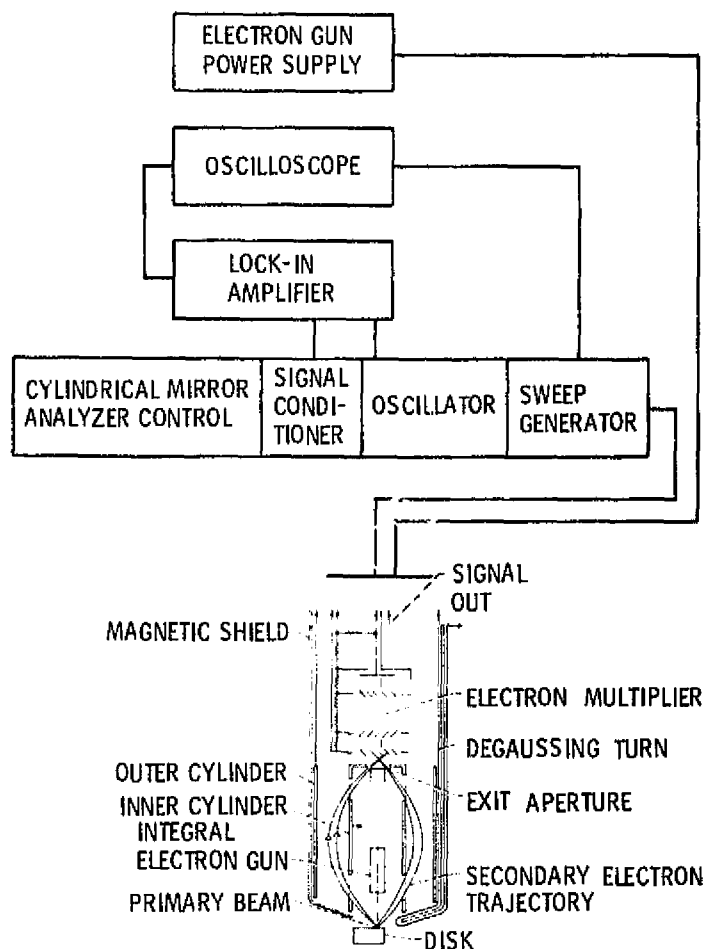 ELECTRON GUN
POWER SUPPLY
OSCILLOSCOPE
LOCK-IN
AMPLIFIER
CYLINDRICAL MIRROR
ANALYZER CONTROL
SIGNAL
CONDI-
TIONER
OSCILLATOR
SWEEP
GENERATOR
SIGNAL
OUT
MAGNETIC SHIELD
ELECTRON MULTIPLIER
DEGAUSSING TURN
OUTER CYLINDER
EXIT APERTURE
INNER CYLINDER
INTEGRAL
ELECTRON GUN
SECONDARY ELECTRON
TRAJECTORY
PRIMARY BEAM
DISK